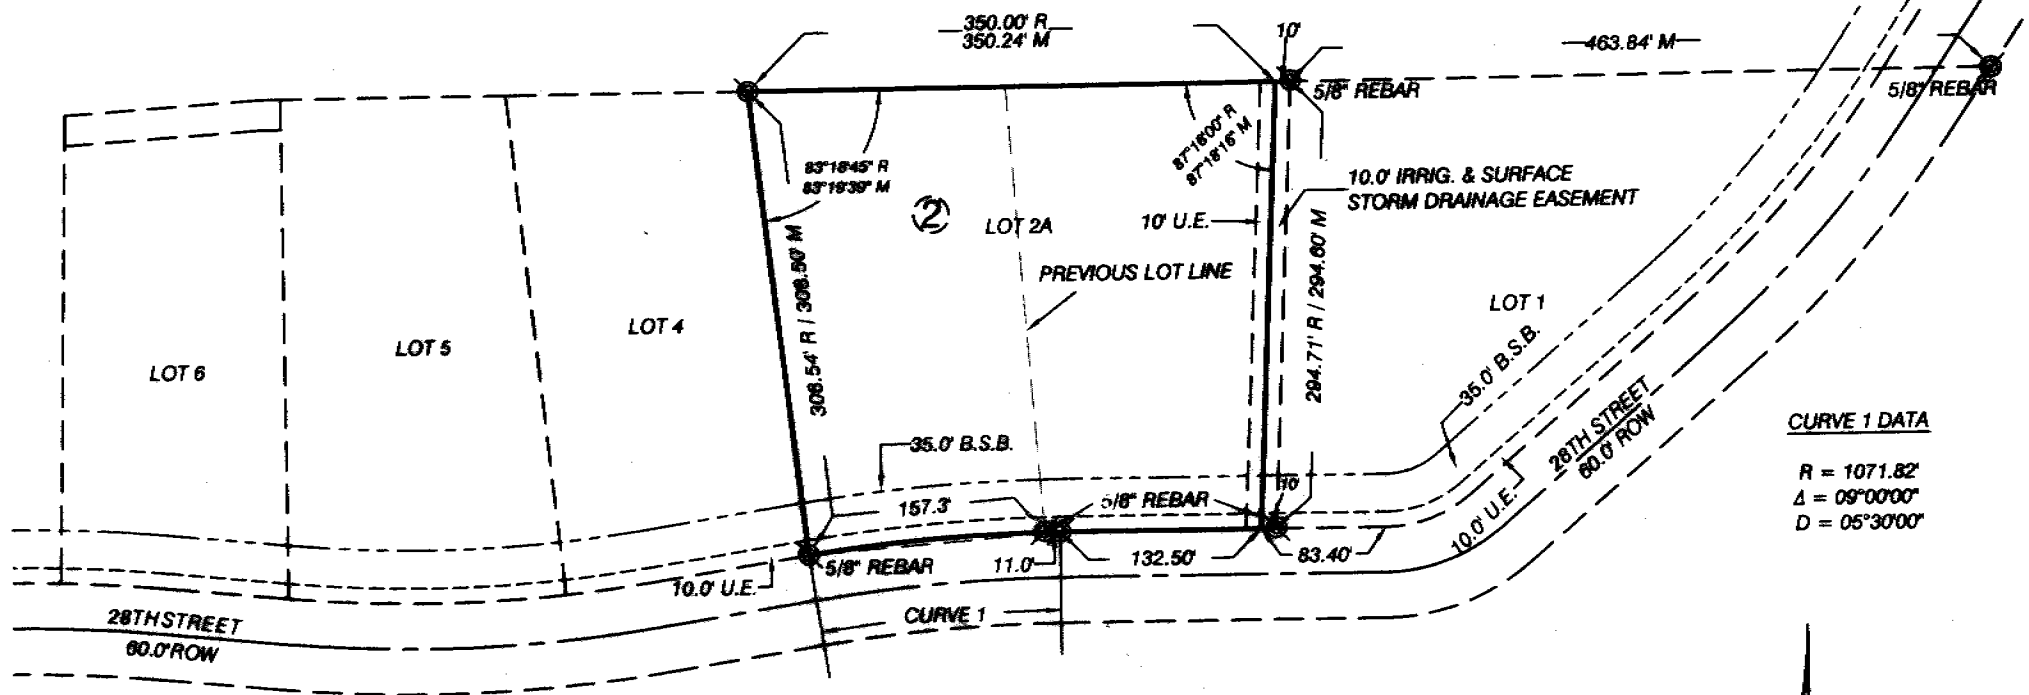 350.00' R
350.24' M
10'
463.84' M
5/8" REBAR
5/8" REBAR
83°18'45" R
83°19'39" M
87°18'00" R
87°18'16" M
10.0' IRRIG. & SURFACE
STORM DRAINAGE EASEMENT
2
LOT 2A
10' U.E.
PREVIOUS LOT LINE
308.54' R / 308.50' M
294.71' R / 294.60' M
LOT 1
LOT 4
LOT 5
LOT 6
35.0' B.S.B.
35.0' B.S.B.
28TH STREET
60.0' ROW
CURVE 1 DATA
R = 1071.82'
Δ = 09°00'00"
D = 05°30'00"
157.3'
5/8" REBAR
10'
10.0' U.E.
5/8" REBAR
11.0'
132.50'
83.40'
10.0' U.E.
CURVE 1
28TH STREET
60.0' ROW